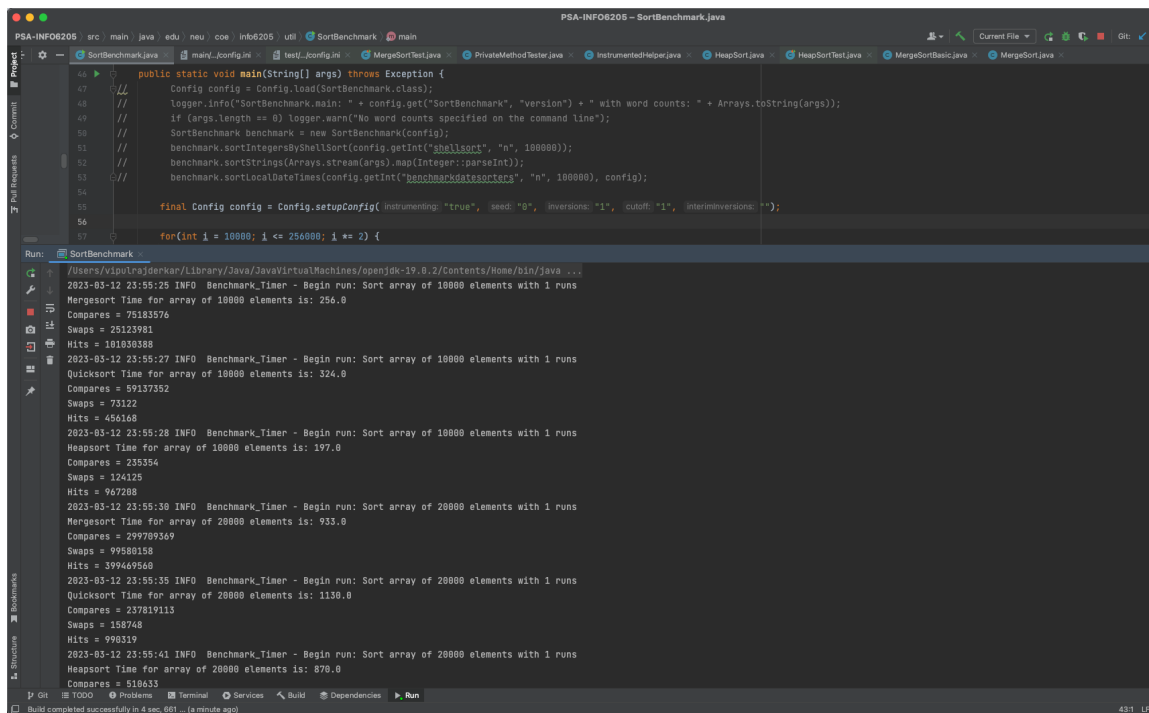 PSA-INFO6205 – SortBenchmark.java
PSA-INFO6205 src main java edu neu coe info6205 util SortBenchmark main
Current File Git:
SortBenchmark.java main/.../config.ini test/.../config.ini MergeSortTest.java PrivateMethodTester.java InstrumentedHelper.java HeapSort.java HeapSortTest.java MergeSortBasic.java MergeSort.java
Project
Commit
Pull Requests
Bookmarks
Structure
46 public static void main(String[] args) throws Exception {
47 // Config config = Config.load(SortBenchmark.class);
48 // logger.info("SortBenchmark.main: " + config.get("SortBenchmark", "version") + " with word counts: " + Arrays.toString(args));
49 // if (args.length == 0) logger.warn("No word counts specified on the command line");
50 // SortBenchmark benchmark = new SortBenchmark(config);
51 // benchmark.sortIntegersByShellSort(config.getInt("shellsort", "n", 100000));
52 // benchmark.sortStrings(Arrays.stream(args).map(Integer::parseInt));
53 // benchmark.sortLocalDateTimes(config.getInt("benchmarkdatesorters", "n", 100000), config);
54
55 final Config config = Config.setupConfig( instrumenting: "true", seed: "0", inversions: "1", cutoff: "1", interimInversions: "");
56
57 for(int i = 10000; i <= 256000; i *= 2) {
Run: SortBenchmark
/Users/vipulrajderkar/Library/Java/JavaVirtualMachines/openjdk-19.0.2/Contents/Home/bin/java ...
2023-03-12 23:55:25 INFO Benchmark_Timer - Begin run: Sort array of 10000 elements with 1 runs
Mergesort Time for array of 10000 elements is: 256.0
Compares = 75183576
Swaps = 25123981
Hits = 101030388
2023-03-12 23:55:27 INFO Benchmark_Timer - Begin run: Sort array of 10000 elements with 1 runs
Quicksort Time for array of 10000 elements is: 324.0
Compares = 59137352
Swaps = 73122
Hits = 456168
2023-03-12 23:55:28 INFO Benchmark_Timer - Begin run: Sort array of 10000 elements with 1 runs
Heapsort Time for array of 10000 elements is: 197.0
Compares = 235354
Swaps = 124125
Hits = 967208
2023-03-12 23:55:30 INFO Benchmark_Timer - Begin run: Sort array of 20000 elements with 1 runs
Mergesort Time for array of 20000 elements is: 933.0
Compares = 299709369
Swaps = 99580158
Hits = 399469560
2023-03-12 23:55:35 INFO Benchmark_Timer - Begin run: Sort array of 20000 elements with 1 runs
Quicksort Time for array of 20000 elements is: 1130.0
Compares = 237819113
Swaps = 158748
Hits = 990319
2023-03-12 23:55:41 INFO Benchmark_Timer - Begin run: Sort array of 20000 elements with 1 runs
Heapsort Time for array of 20000 elements is: 870.0
Compares = 510633
Git TODO Problems Terminal Services Build Dependencies Run
Build completed successfully in 4 sec, 661 ... (a minute ago) 43:1 LF